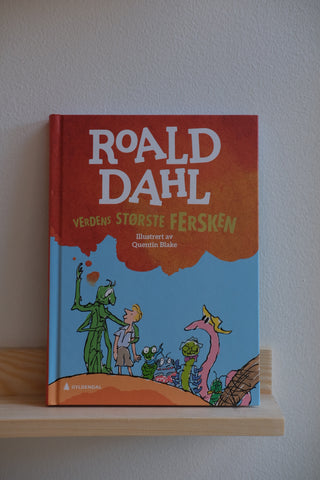 ROALD
DAHL
VERDENS STØRSTE FERSKEN
Illustrert av
Quentin Blake
GYLDENDAL